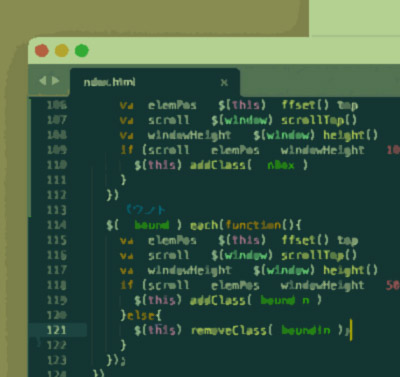 ndex.html ×
106 va elemPos $(this) ffset() top
107 va scroll $(window) scrollTop()
108 va windowHeight $(window) height()
109 if (scroll elemPos windowHeight 10
110 $(this) addClass( nBox )
111 }
112 })
113
114 $( bound ) each(function(){
115 va elemPos $(this) ffset() top
116 va scroll $(window) scrollTop()
117 va windowHeight $(window) height()
118 if (scroll elemPos windowHeight 50
119 $(this) addClass( bound n )
120 }else{
121 $(this) removeClass( boundin );
122 }
123 });
124 })